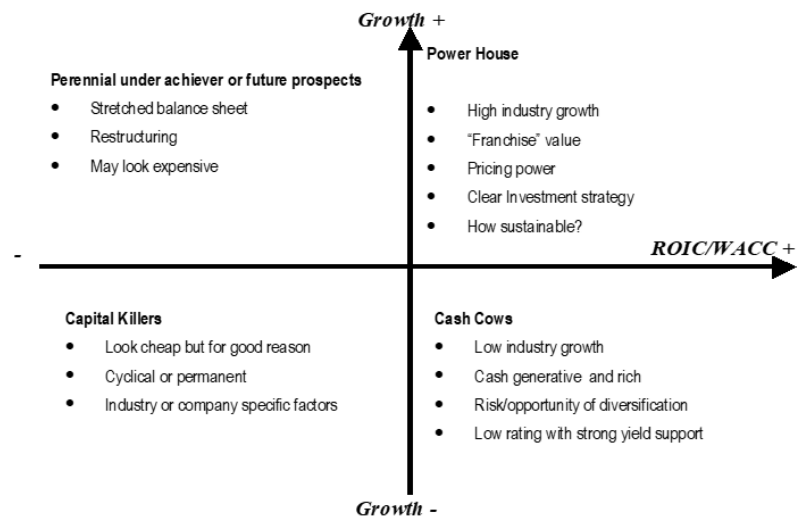 Growth +
Perennial under achiever or future prospects
• Stretched balance sheet
• Restructuring
• May look expensive
Power House
• High industry growth
• “Franchise” value
• Pricing power
• Clear Investment strategy
• How sustainable?
-
ROIC/WACC +
Capital Killers
• Look cheap but for good reason
• Cyclical or permanent
• Industry or company specific factors
Cash Cows
• Low industry growth
• Cash generative and rich
• Risk/opportunity of diversification
• Low rating with strong yield support
Growth -